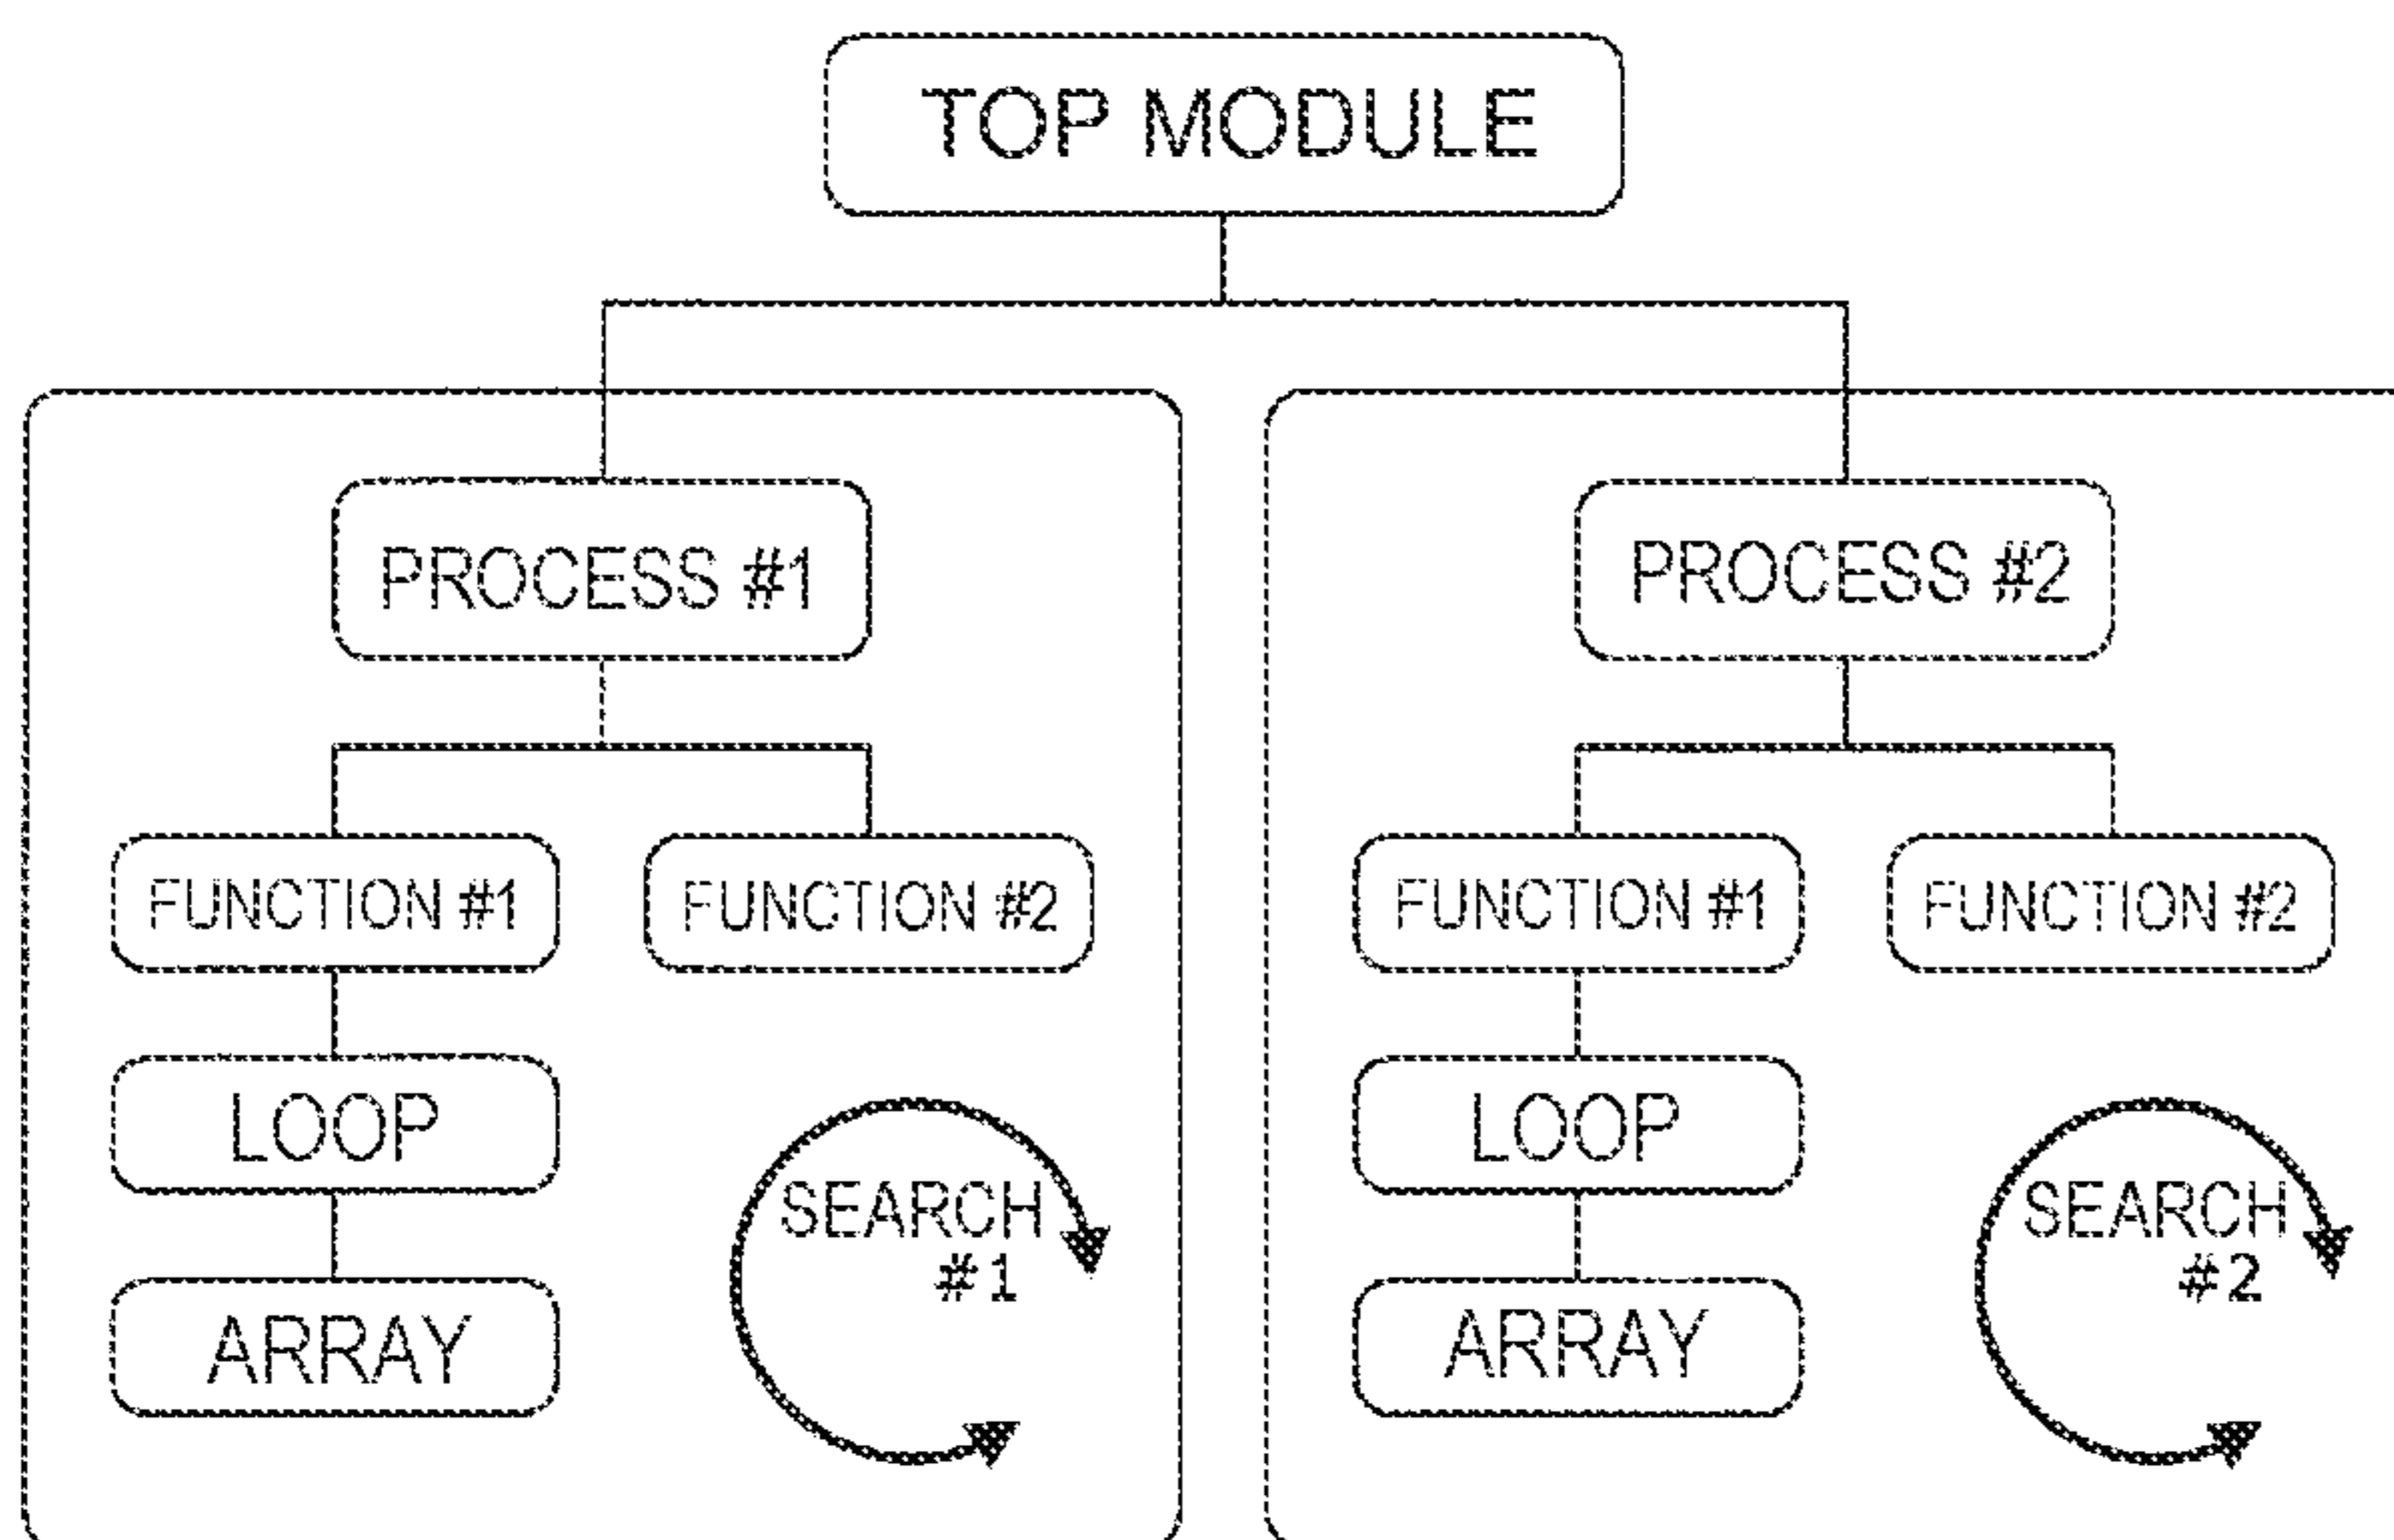 TOP MODULE
PROCESS #1
FUNCTION #1
FUNCTION #2
LOOP
ARRAY
SEARCH
#1
PROCESS #2
FUNCTION #1
FUNCTION #2
LOOP
ARRAY
SEARCH
#2